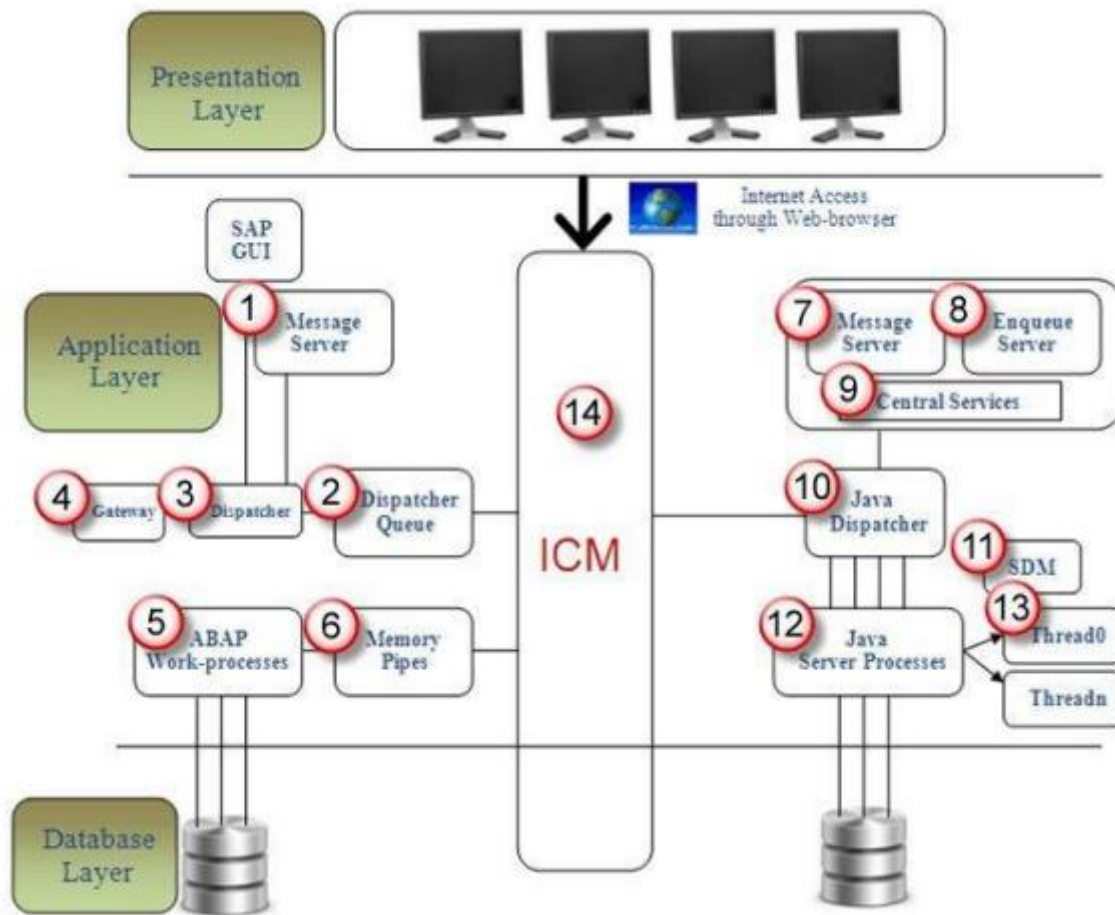 Presentation
Layer
Internet Access
through Web-browser
SAP
GUI
1
Message
Server
7
Message
Server
8
Enqueue
Server
Application
Layer
9
Central Services
14
4
Gateway
3
Dispatcher
2
Dispatcher
Queue
10
Java
Dispatcher
ICM
11
SDM
5
ABAP
Work-processes
6
Memory
Pipes
12
Java
Server Processes
13
Thread0
Threadn
Database
Layer